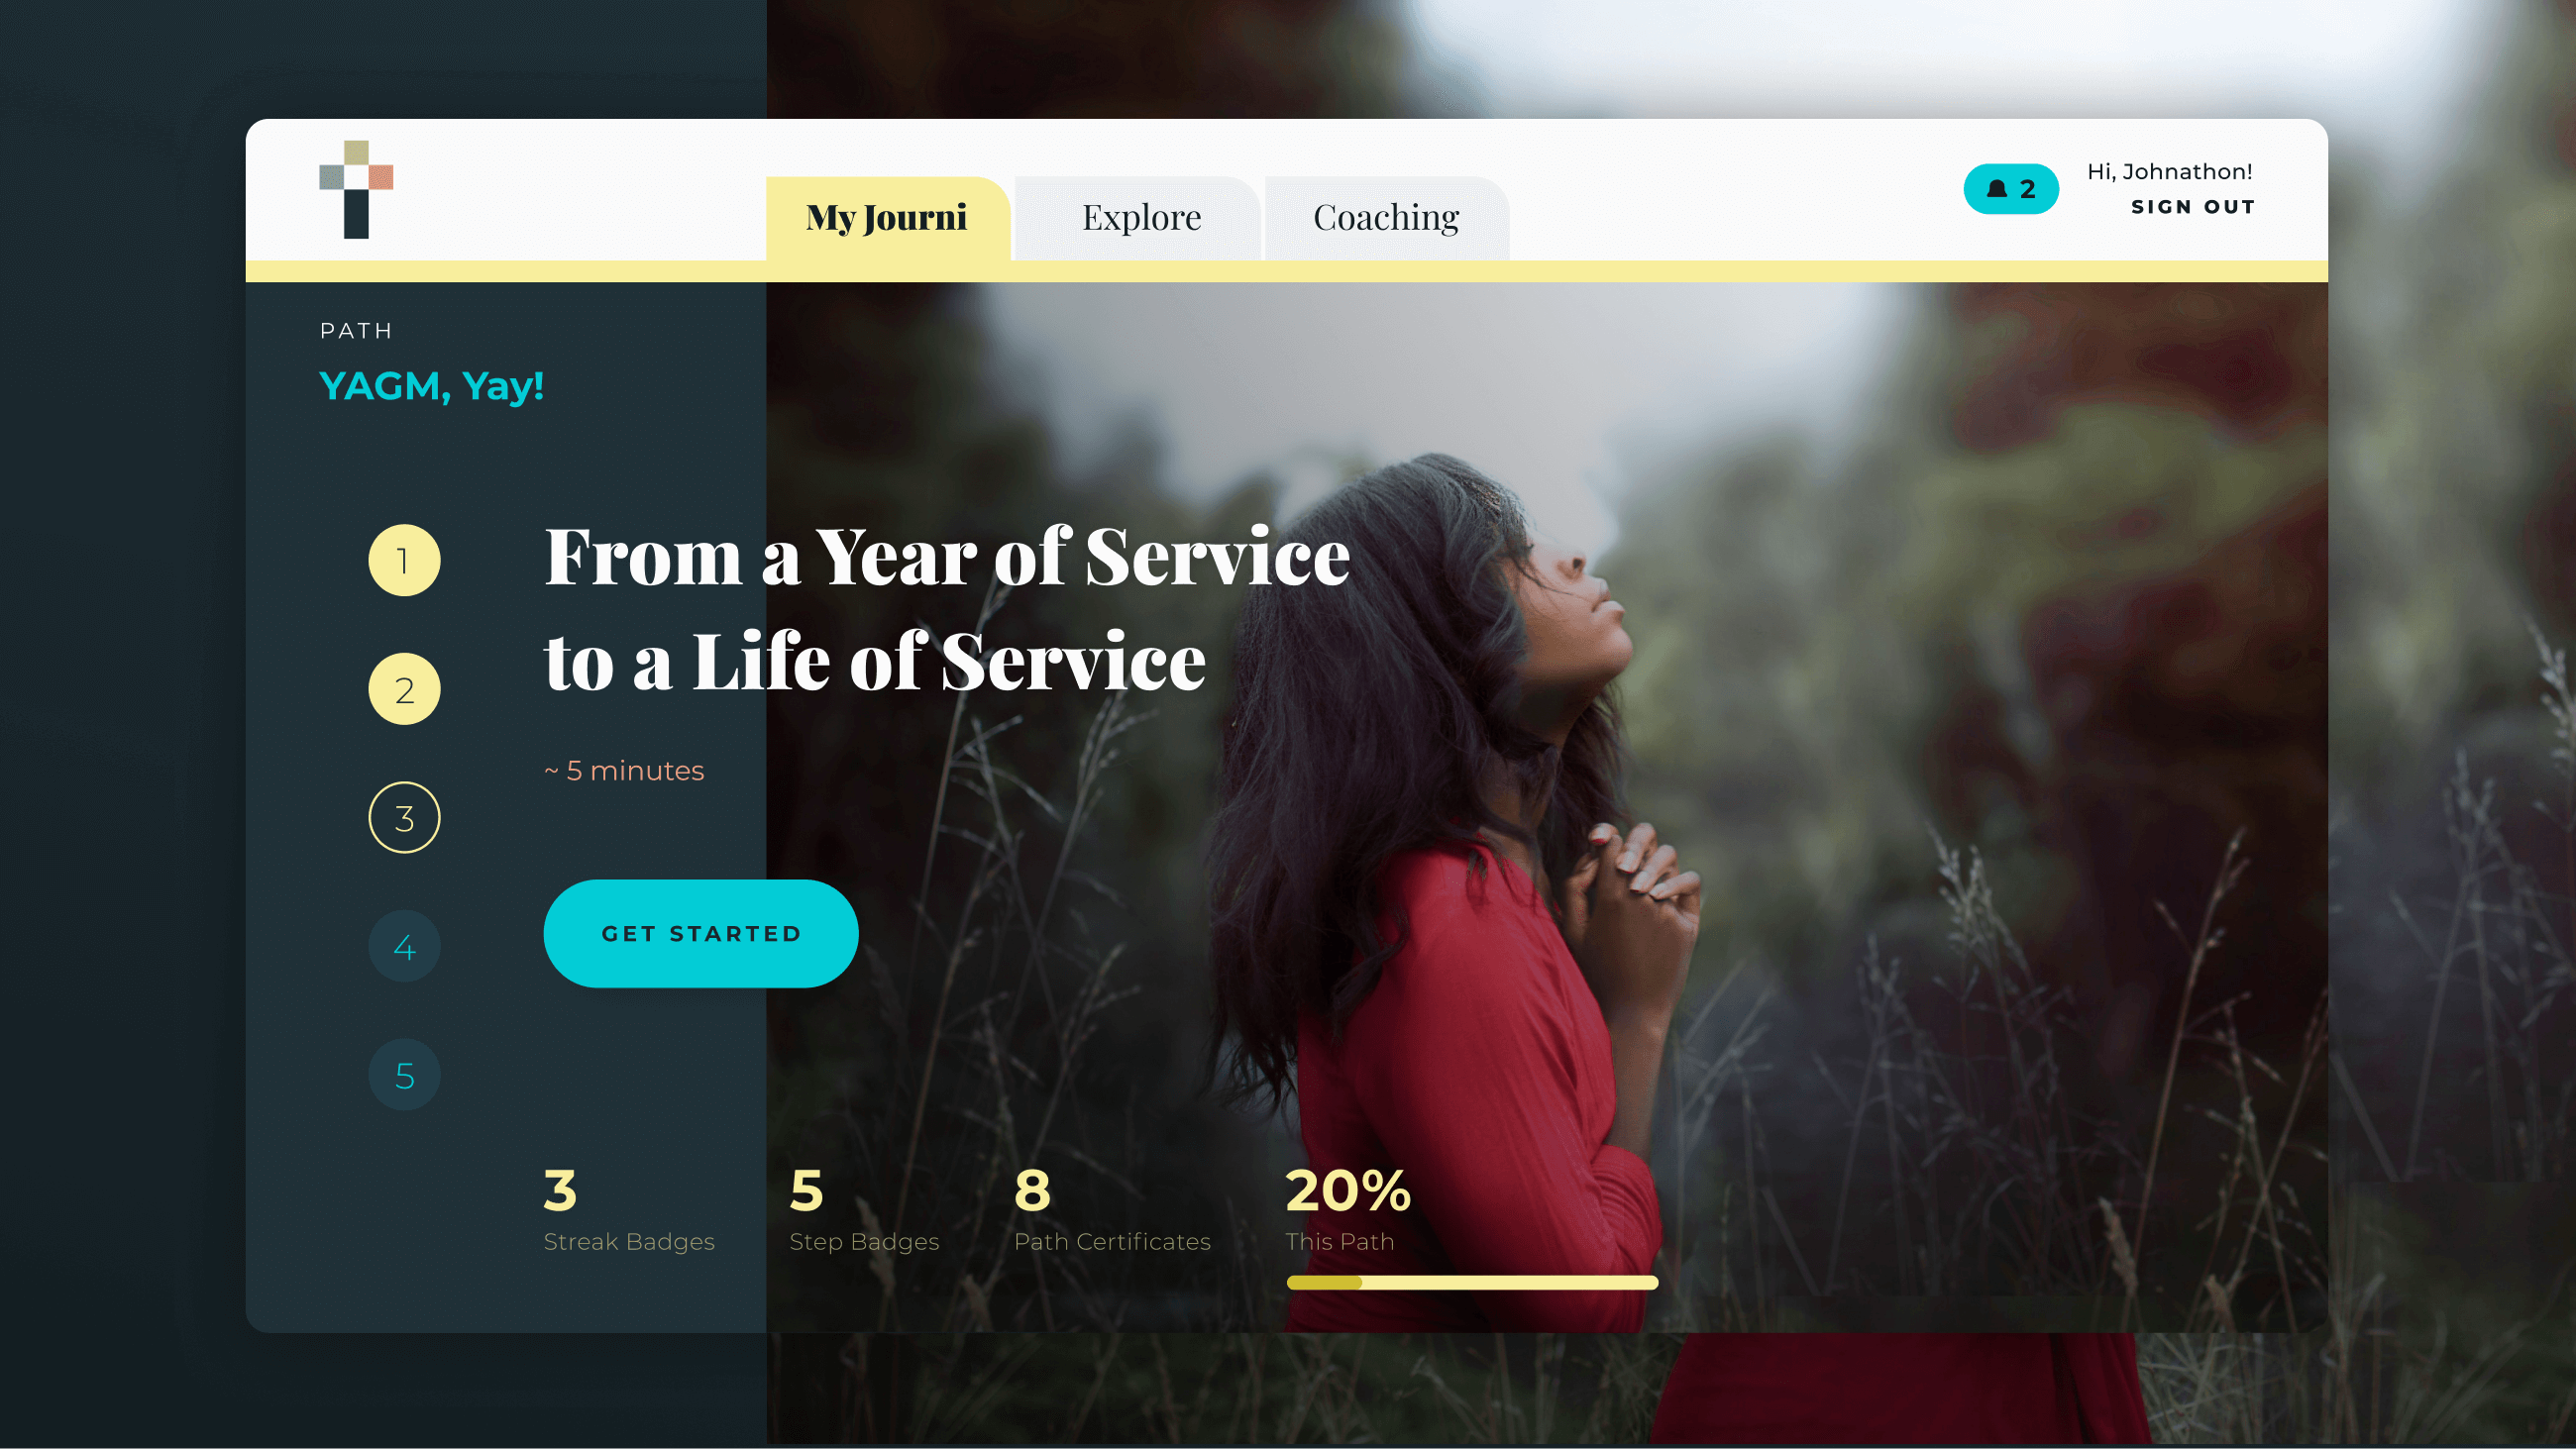 My Journi
Explore
Coaching
2
Hi, Johnathon!
SIGN OUT
PATH
YAGM, Yay!
1
2
3
4
5
From a Year of Service
to a Life of Service
~ 5 minutes
GET STARTED
3
Streak Badges
5
Step Badges
8
Path Certificates
20%
This Path